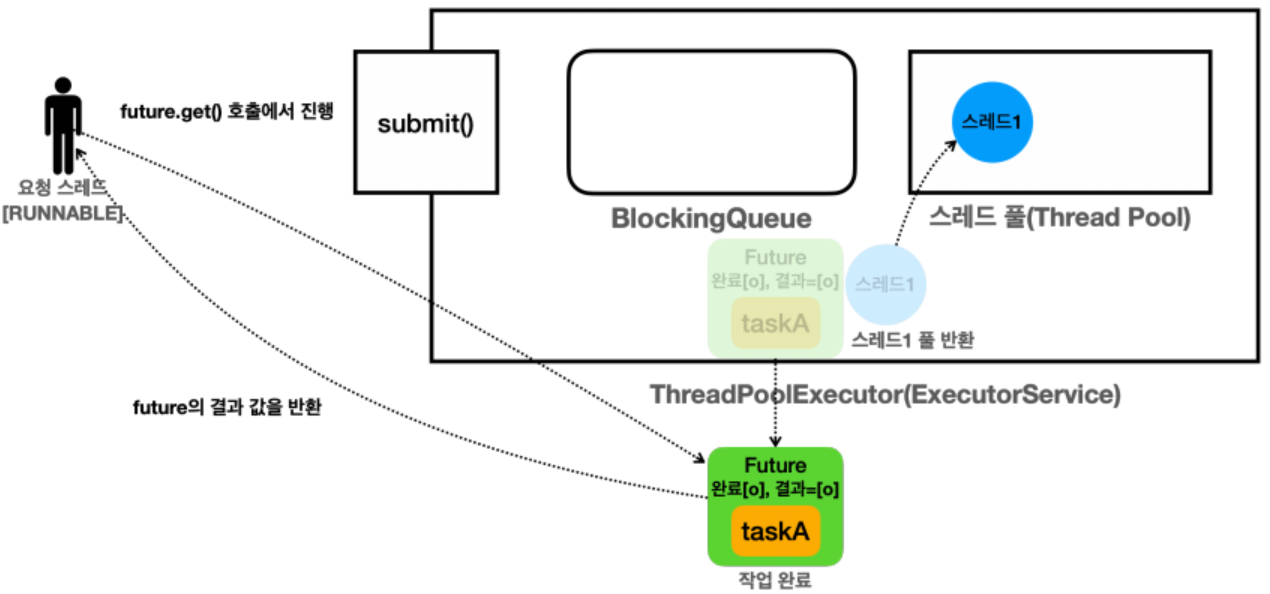 future.get() 호출에서 진행
submit()
스레드1
요청 스레드
[RUNNABLE]
BlockingQueue
스레드 풀(Thread Pool)
Future
완료[o], 결과=[o]
taskA
스레드1
스레드1 풀 반환
ThreadPoolExecutor(ExecutorService)
future의 결과 값을 반환
Future
완료[o], 결과=[o]
taskA
작업 완료